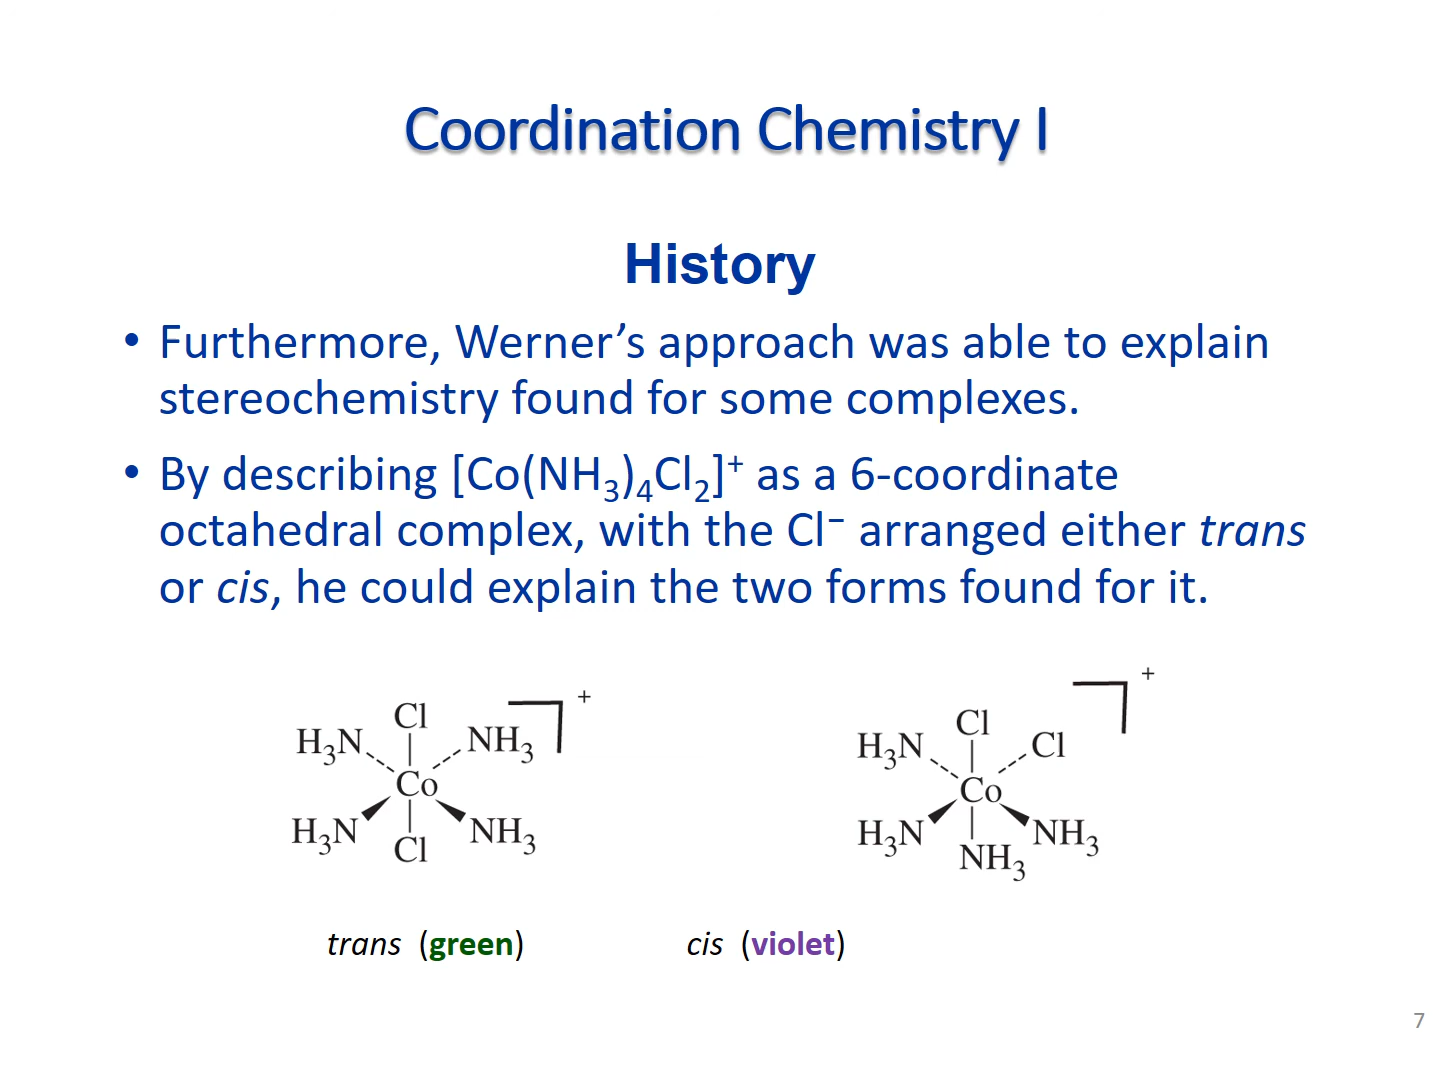 Coordination Chemistry I
History
• Furthermore, Werner’s approach was able to explain
stereochemistry found for some complexes.
• By describing [Co(NH₃)₄Cl₂]⁺ as a 6-coordinate
octahedral complex, with the Cl⁻ arranged either trans
or cis, he could explain the two forms found for it.
+
Cl
H₃N NH₃
Co
H₃N NH₃
Cl
+
Cl
H₃N Cl
Co
H₃N NH₃
NH₃
trans (green) cis (violet)
7